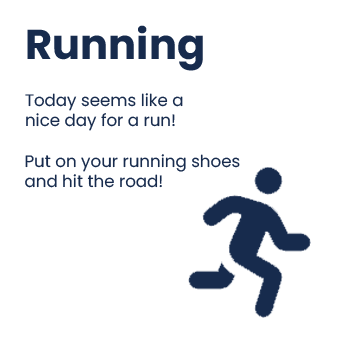 Running
Today seems like a
nice day for a run!
Put on your running shoes
and hit the road!